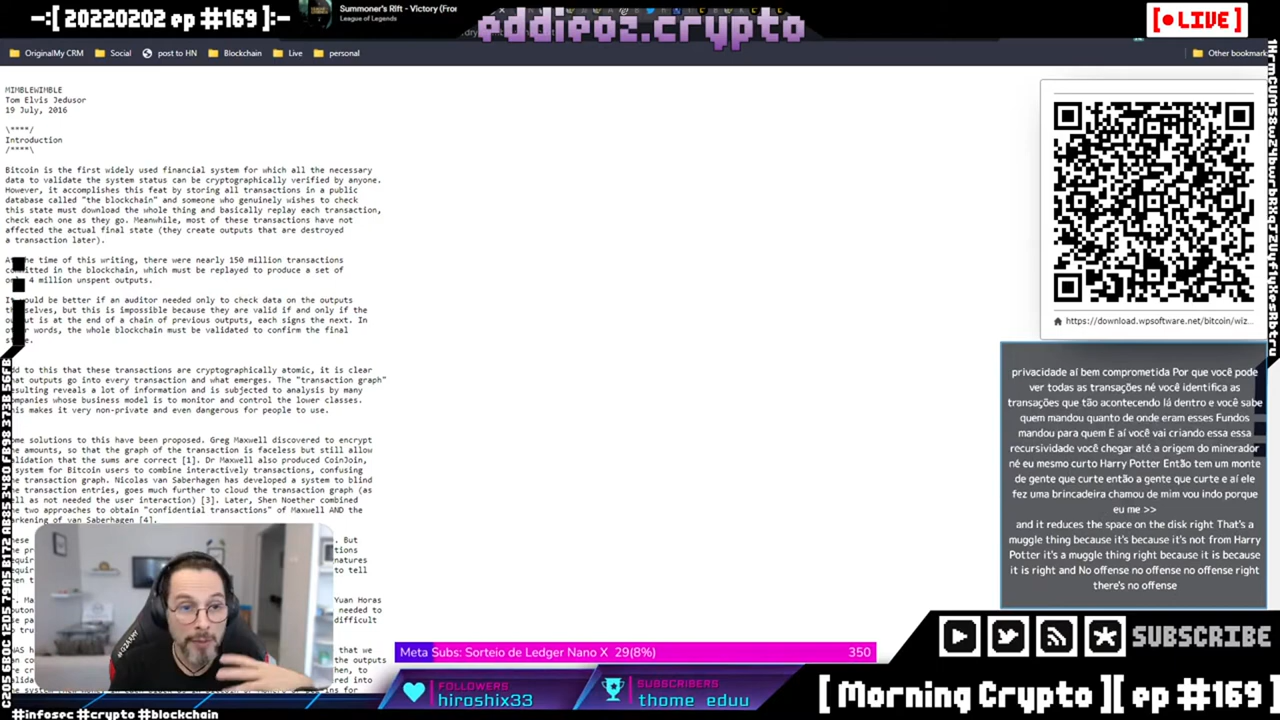 -:[ 20220202 ep #169 ]:-
Summoner's Rift - Victory (Fro
League of Legends
eddieoz.crypto
[•LIVE]
OriginalMy CRM
Social
post to HN
Blockchain
Live
personal
Other bookmark
MIMBLEWIMBLE
Tom Elvis Jedusor
19 July, 2016
\****/
Introduction
/****\
Bitcoin is the first widely used financial system for which all the necessary
data to validate the system status can be cryptographically verified by anyone.
However, it accomplishes this feat by storing all transactions in a public
database called "the blockchain" and someone who genuinely wishes to check
this state must download the whole thing and basically replay each transaction,
check each one as they go. Meanwhile, most of these transactions have not
affected the actual final state (they create outputs that are destroyed
a transaction later).
At the time of this writing, there were nearly 150 million transactions
committed in the blockchain, which must be replayed to produce a set of
only 4 million unspent outputs.
It would be better if an auditor needed only to check data on the outputs
themselves, but this is impossible because they are valid if and only if the
output is at the end of a chain of previous outputs, each signs the next. In
other words, the whole blockchain must be validated to confirm the final
state.
Add to this that these transactions are cryptographically atomic, it is clear
what outputs go into every transaction and what emerges. The "transaction graph"
resulting reveals a lot of information and is subjected to analysis by many
companies whose business model is to monitor and control the lower classes.
This makes it very non-private and even dangerous for people to use.
Some solutions to this have been proposed. Greg Maxwell discovered to encrypt
the amounts, so that the graph of the transaction is faceless but still allow
validation that the sums are correct [1]. Dr Maxwell also produced CoinJoin,
a system for Bitcoin users to combine interactively transactions, confusing
the transaction graph. Nicolas van Saberhagen has developed a system to blind
the transaction entries, goes much further to cloud the transaction graph (as
well as not needed the user interaction) [3]. Later, Shen Noether combined
the two approaches to obtain "confidential transactions" of Maxwell AND the
darkening of van Saberhagen [4].
. But
tions
natures
to tell
Yuan Horas
needed to
difficult
that we
the outputs
hen, to
red into
for
https://download.wpsoftware.net/bitcoin/wiz...
privacidade aí bem comprometida Por que você pode
ver todas as transações né você identifica as
transações que tão acontecendo lá dentro e você sabe
quem mandou quanto de onde eram esses Fundos
mandou para quem E aí você vai criando essa essa
recursividade você chegar até a origem do minerador
né eu mesmo curto Harry Potter Então tem um monte
de gente que curte então a gente que curte e aí ele
fez uma brincadeira chamou de mim vou indo porque
eu me >>
and it reduces the space on the disk right That's a
muggle thing because it's because it's not from Harry
Potter it's a muggle thing right because it is because
it is right and No offense no offense no offense right
there's no offense
Meta Subs: Sorteio de Ledger Nano X 29(8%)
350
FOLLOWERS
hiroshix33
SUBSCRIBERS
thome_eduu
SUBSCRIBE
[ Morning Crypto ][ ep #169 ]
#infosec #crypto #blockchain